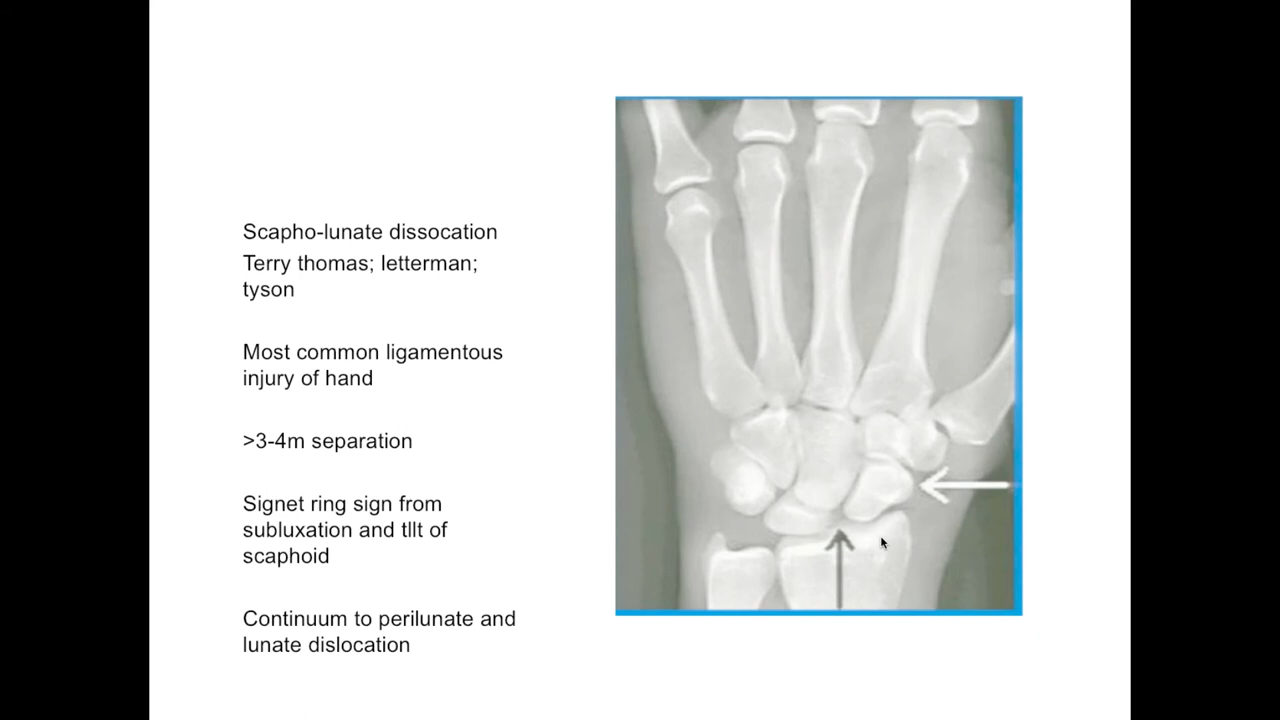 Scapho-lunate dissocation
Terry thomas; letterman;
tyson
Most common ligamentous
injury of hand
>3-4m separation
Signet ring sign from
subluxation and tllt of
scaphoid
Continuum to perilunate and
lunate dislocation